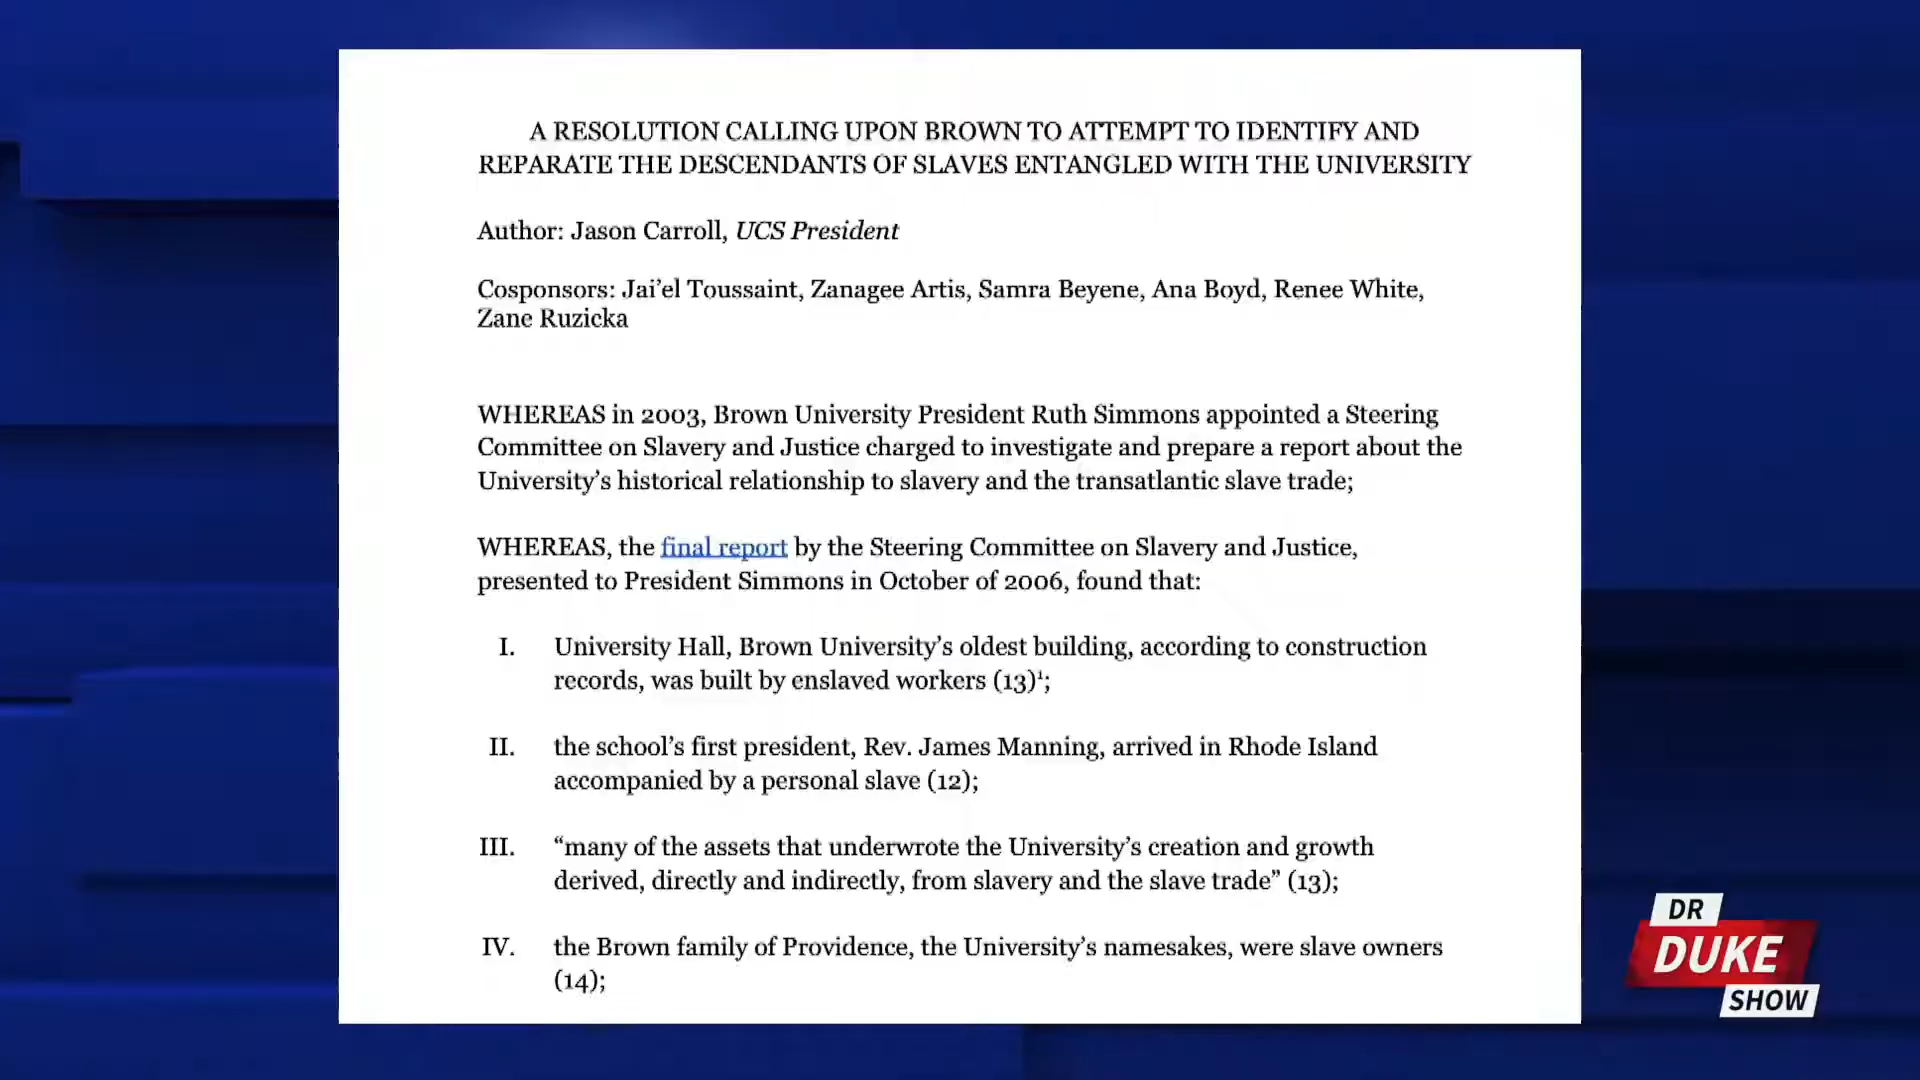 A RESOLUTION CALLING UPON BROWN TO ATTEMPT TO IDENTIFY AND
REPARATE THE DESCENDANTS OF SLAVES ENTANGLED WITH THE UNIVERSITY
Author: Jason Carroll, UCS President
Cosponsors: Jai’el Toussaint, Zanagee Artis, Samra Beyene, Ana Boyd, Renee White,
Zane Ruzicka
WHEREAS in 2003, Brown University President Ruth Simmons appointed a Steering
Committee on Slavery and Justice charged to investigate and prepare a report about the
University’s historical relationship to slavery and the transatlantic slave trade;
WHEREAS, the final report by the Steering Committee on Slavery and Justice,
presented to President Simmons in October of 2006, found that:
I. University Hall, Brown University’s oldest building, according to construction
records, was built by enslaved workers (13)¹;
II. the school’s first president, Rev. James Manning, arrived in Rhode Island
accompanied by a personal slave (12);
III. “many of the assets that underwrote the University’s creation and growth
derived, directly and indirectly, from slavery and the slave trade” (13);
IV. the Brown family of Providence, the University’s namesakes, were slave owners
(14);
DR
DUKE
SHOW